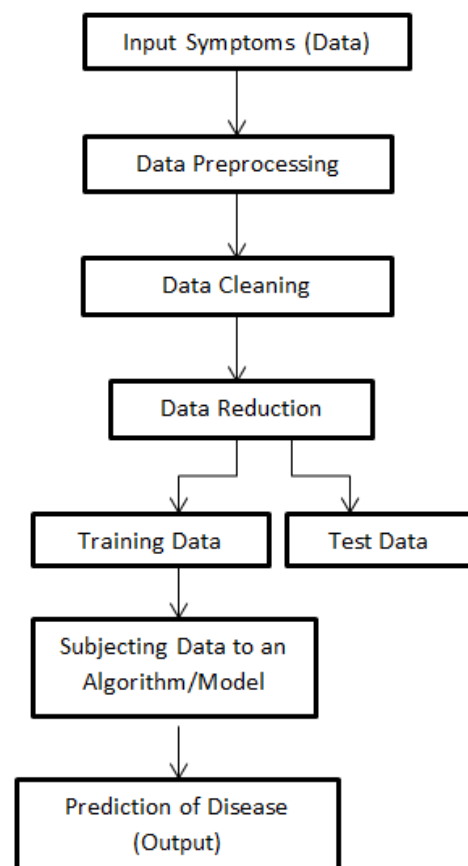 Input Symptoms (Data)
Data Preprocessing
Data Cleaning
Data Reduction
Training Data
Test Data
Subjecting Data to an
Algorithm/Model
Prediction of Disease
(Output)